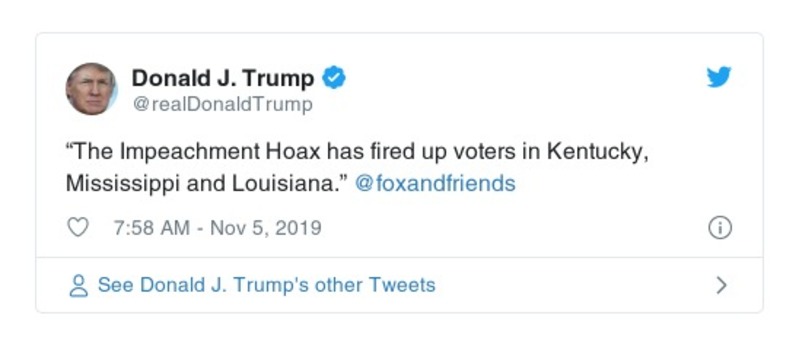 Donald J. Trump
@realDonaldTrump
“The Impeachment Hoax has fired up voters in Kentucky,
Mississippi and Louisiana.” @foxandfriends
7:58 AM - Nov 5, 2019
See Donald J. Trump's other Tweets